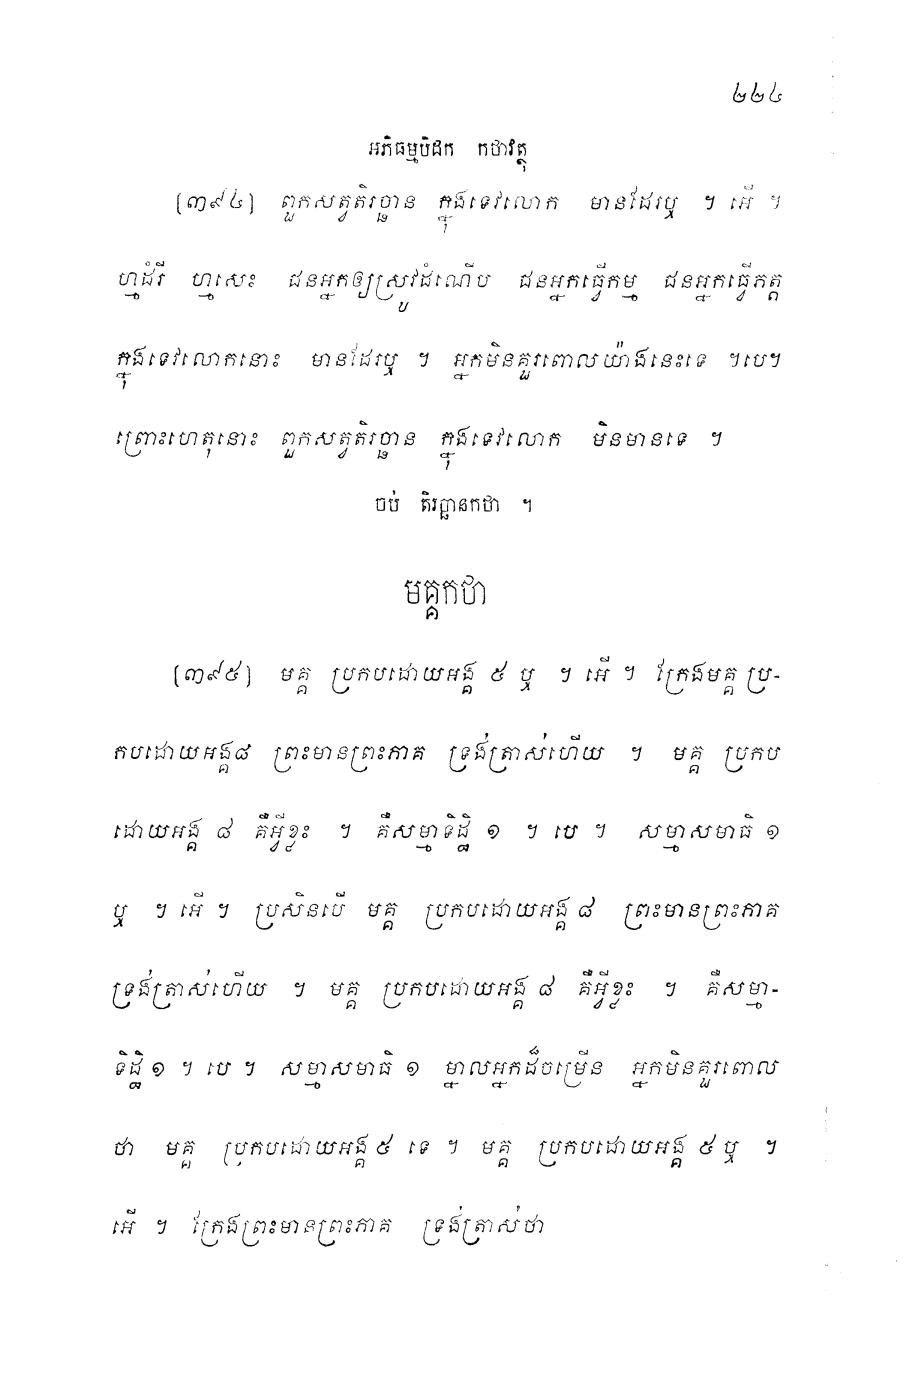 ២២៤
អភិធម្មបិដក កថាវត្ថុ
[៣៩៤] ពួកសត្វតិរច្ឆាន ក្នុងទេវលោក មានដែរឬ ។ អើ ។
ហ្មដំរី ហ្មសេះ ជនអ្នកឲ្យស្រូវដំណើប ជនអ្នកធ្វើកម្ម ជនអ្នកធ្វើភត្ត
ក្នុងទេវលោកនោះ មានដែរឬ ។ អ្នកមិនគួរពោលយ៉ាងនេះទេ ។បេ។
ព្រោះហេតុនោះ ពួកសត្វតិរច្ឆាន ក្នុងទេវលោក មិនមានទេ ។
ចប់ តិរច្ឆានកថា ។
មគ្គកថា
[៣៩៥] មគ្គ ប្រកបដោយអង្គ ៥ ឬ ។ អើ ។ ក្រែងមគ្គ ប្រ-
កបដោយអង្គ៨ ព្រះមានព្រះភាគ ទ្រង់ត្រាស់ហើយ ។ មគ្គ ប្រកប
ដោយអង្គ ៨ គឺអ្វីខ្លះ ។ គឺសម្មាទិដ្ឋិ ១ ។ បេ ។ សម្មាសមាធិ ១
ឬ ។ អើ ។ ប្រសិនបើ មគ្គ ប្រកបដោយអង្គ ៨ ព្រះមានព្រះភាគ
ទ្រង់ត្រាស់ហើយ ។ មគ្គ ប្រកបដោយអង្គ ៨ គឺអ្វីខ្លះ ។ គឺសម្មា-
ទិដ្ឋិ ១ ។ បេ ។ សម្មាសមាធិ ១ ម្នាលអ្នកដ៏ចម្រើន អ្នកមិនគួរពោល
ថា មគ្គ ប្រកបដោយអង្គ ៥ ទេ ។ មគ្គ ប្រកបដោយអង្គ ៥ ឬ ។
អើ ។ ក្រែងព្រះមានព្រះភាគ ទ្រង់ត្រាស់ថា